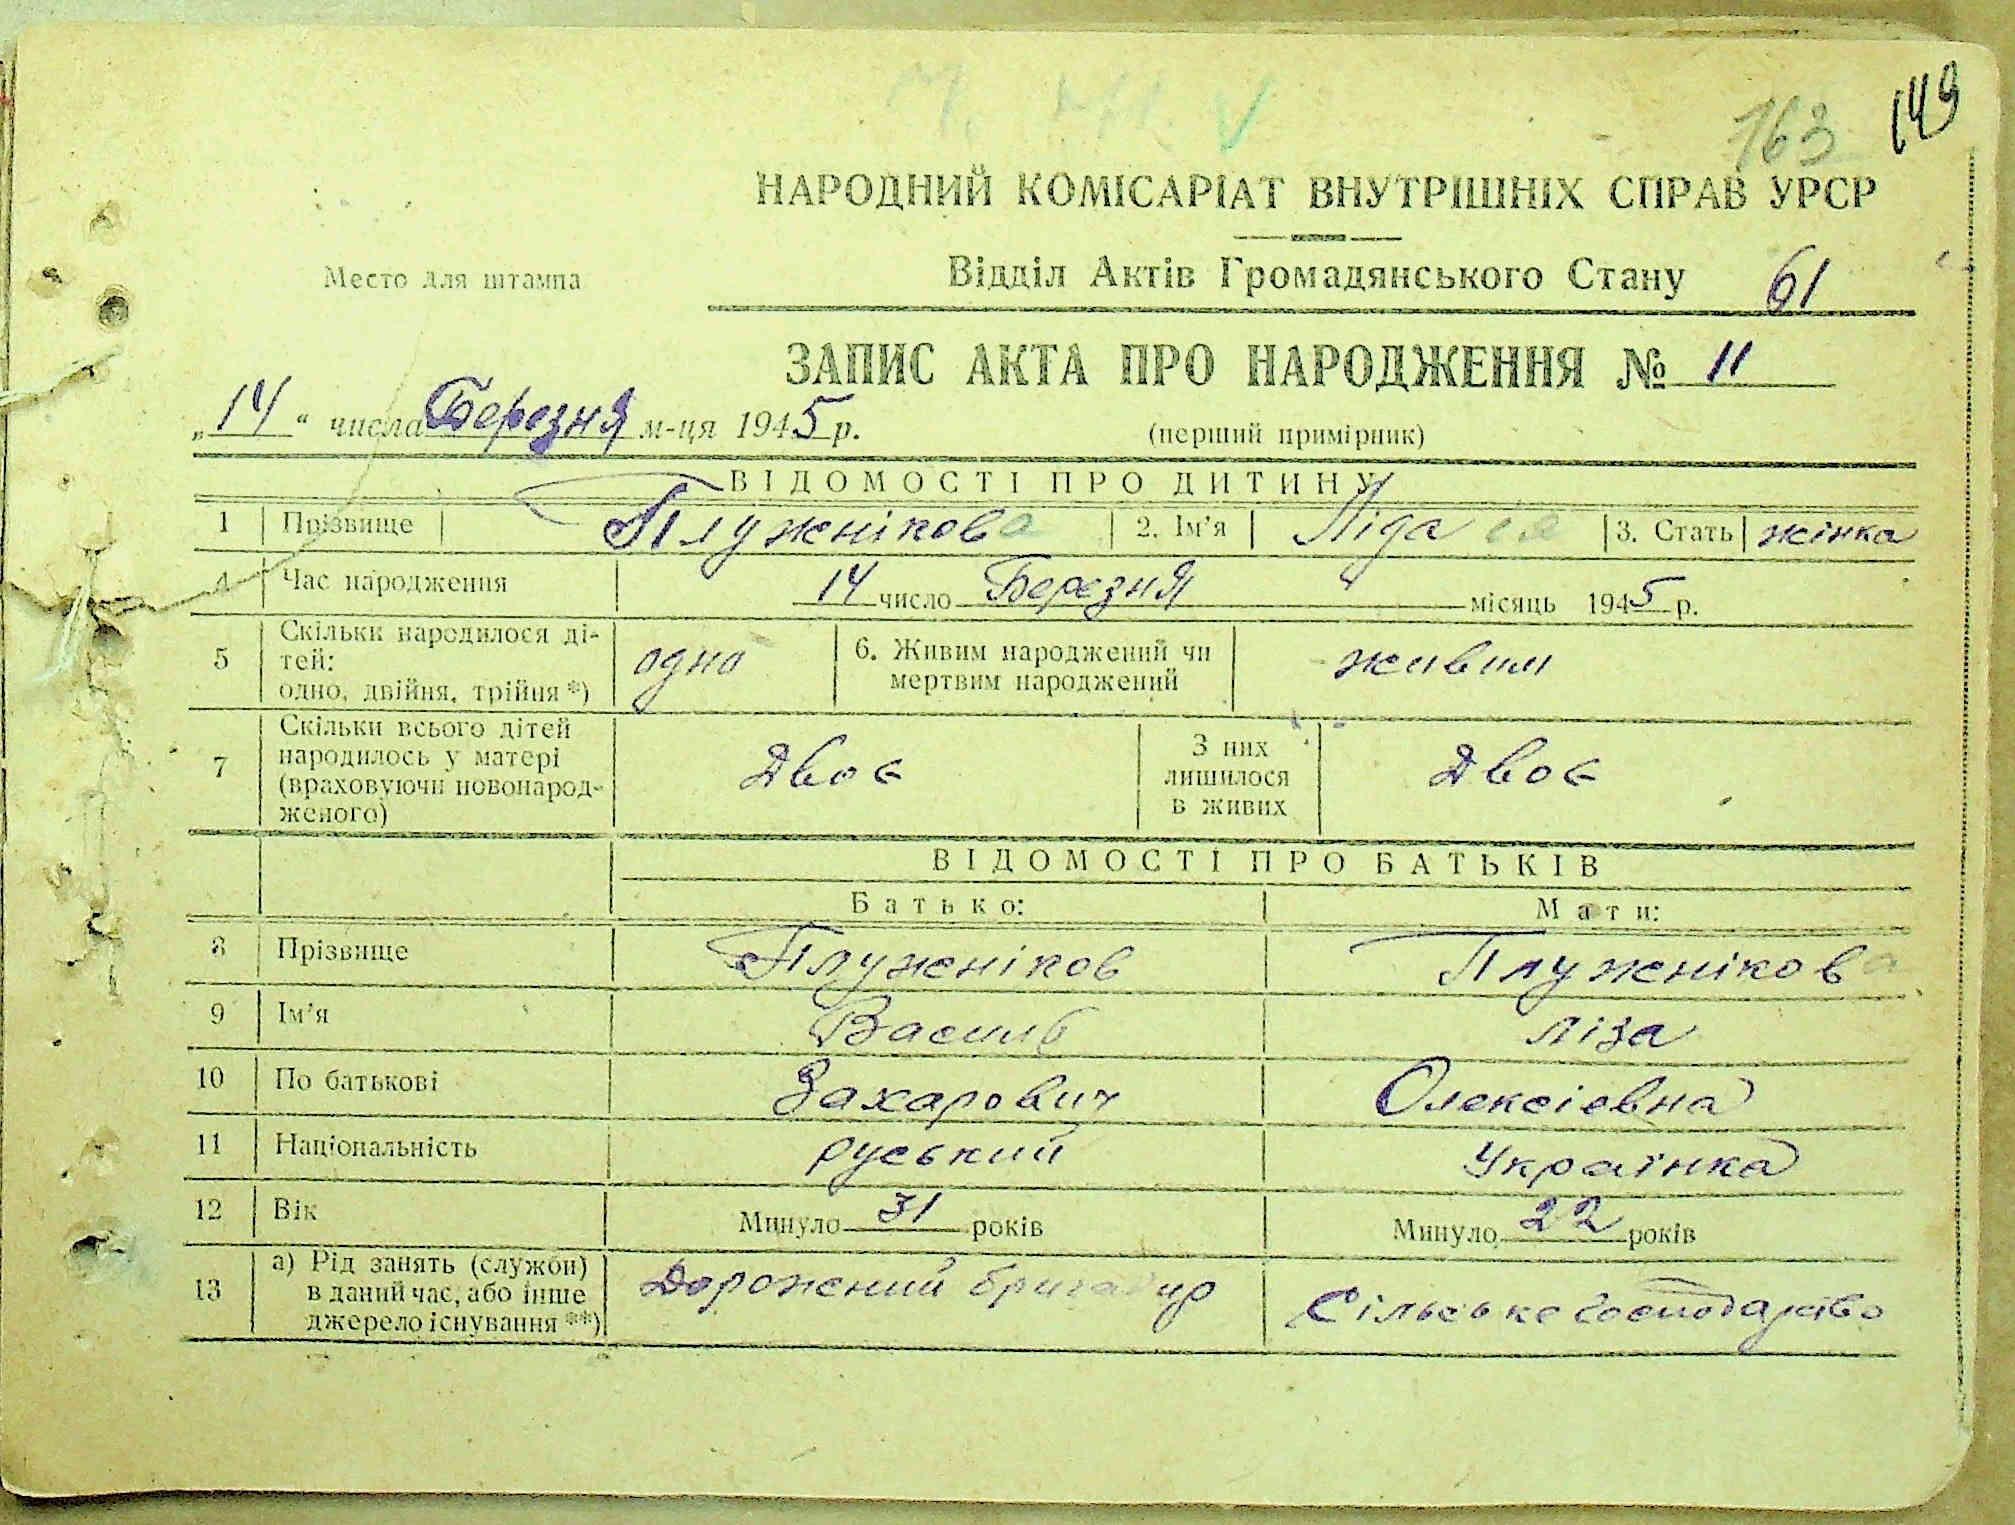 163 149
НАРОДНИЙ КОМІСАРІАТ ВНУТРІШНІХ СПРАВ УРСР
Место для штампа
Відділ Актів Громадянського Стану 61
ЗАПИС АКТА ПРО НАРОДЖЕННЯ № 11
„14“ числа Березня м-ця 1945 р. (перший примірник)
ВІДОМОСТІ ПРО ДИТИНУ
1 Прізвище Плужнікова 2. Ім'я Ліда 3. Стать жінка
4 Час народження 14 число Березня місяць 1945 р.
5 Скільки народилося ді-
тей:
одно, двійня, трійня *) одно 6. Живим народжений чи
мертвим народжений живим
7 Скільки всього дітей
народилось у матері
(враховуючи новонарод-
женого) Двоє З них
лишилося
в живих Двоє
ВІДОМОСТІ ПРО БАТЬКІВ
Батько: Мати:
8 Прізвище Плужніков Плужнікова
9 Ім'я Василь Ліза
10 По батькові Захарович Олексієвна
11 Національність руський Українка
12 Вік Минуло 31 років Минуло 22 років
13 а) Рід занять (служби)
в даний час, або інше
джерело існування **) Дорожний бригадир Сільське господарство